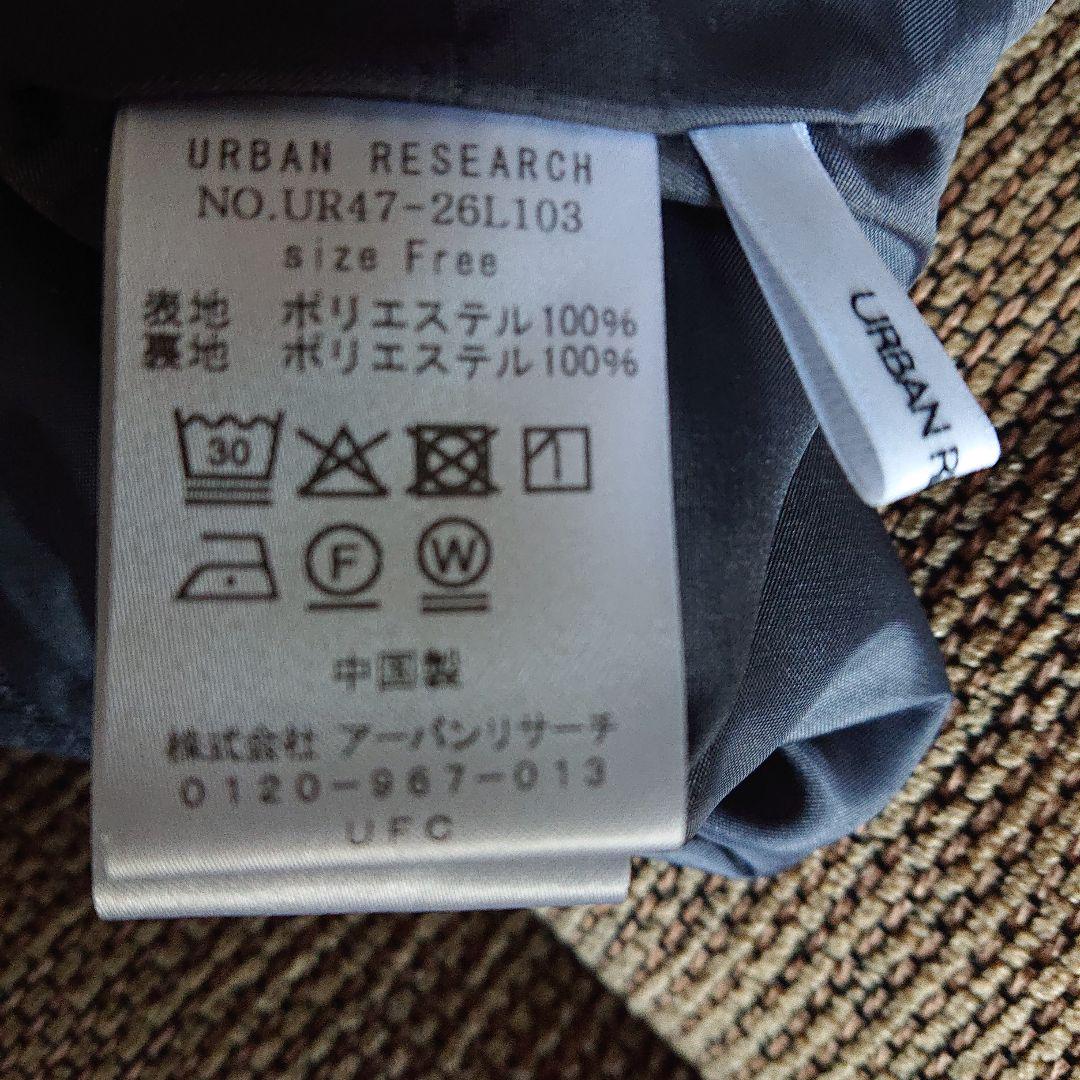 URBAN RESEARCH
NO.UR47-26L103
size Free
表地 ポリエステル100%
裏地 ポリエステル100%
30
F
W
中国製
株式会社 アーバンリサーチ
0120-967-013
UFC
URBAN